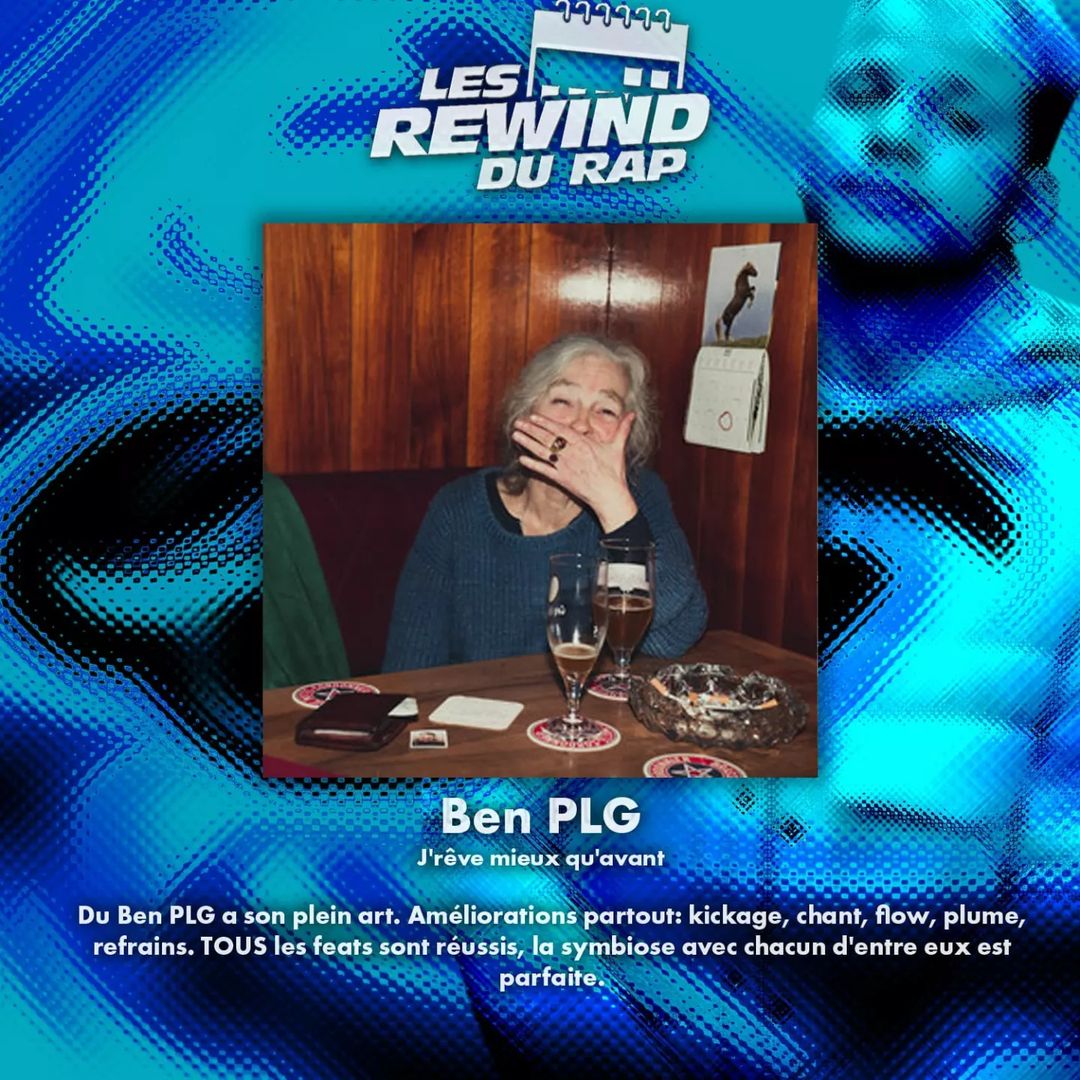 LES
REWIND
DU RAP
Ben PLG
J'rêve mieux qu'avant
Du Ben PLG a son plein art. Améliorations partout: kickage, chant, flow, plume,
refrains. TOUS les feats sont réussis, la symbiose avec chacun d'entre eux est
parfaite.